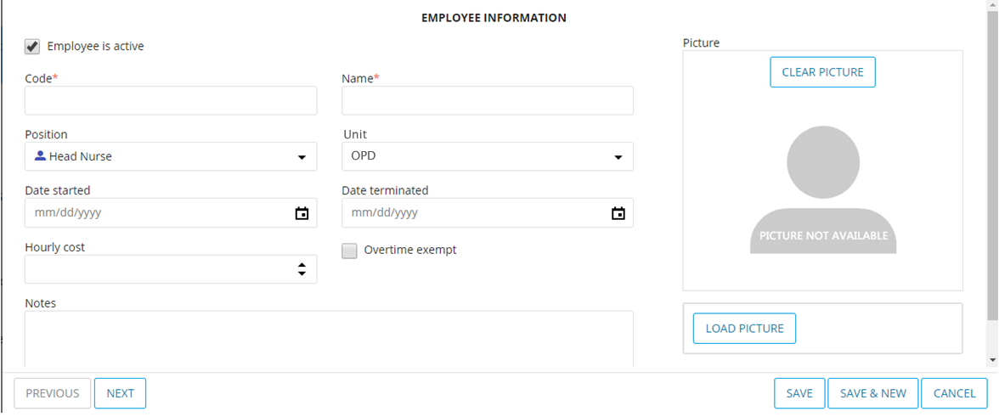 EMPLOYEE INFORMATION
Employee is active
Picture
CLEAR PICTURE
Code*
Name*
Position
Unit
Head Nurse
OPD
Date started
Date terminated
mm/dd/yyyy
mm/dd/yyyy
PICTURE NOT AVAILABLE
Hourly cost
Overtime exempt
Notes
LOAD PICTURE
PREVIOUS
NEXT
SAVE
SAVE & NEW
CANCEL